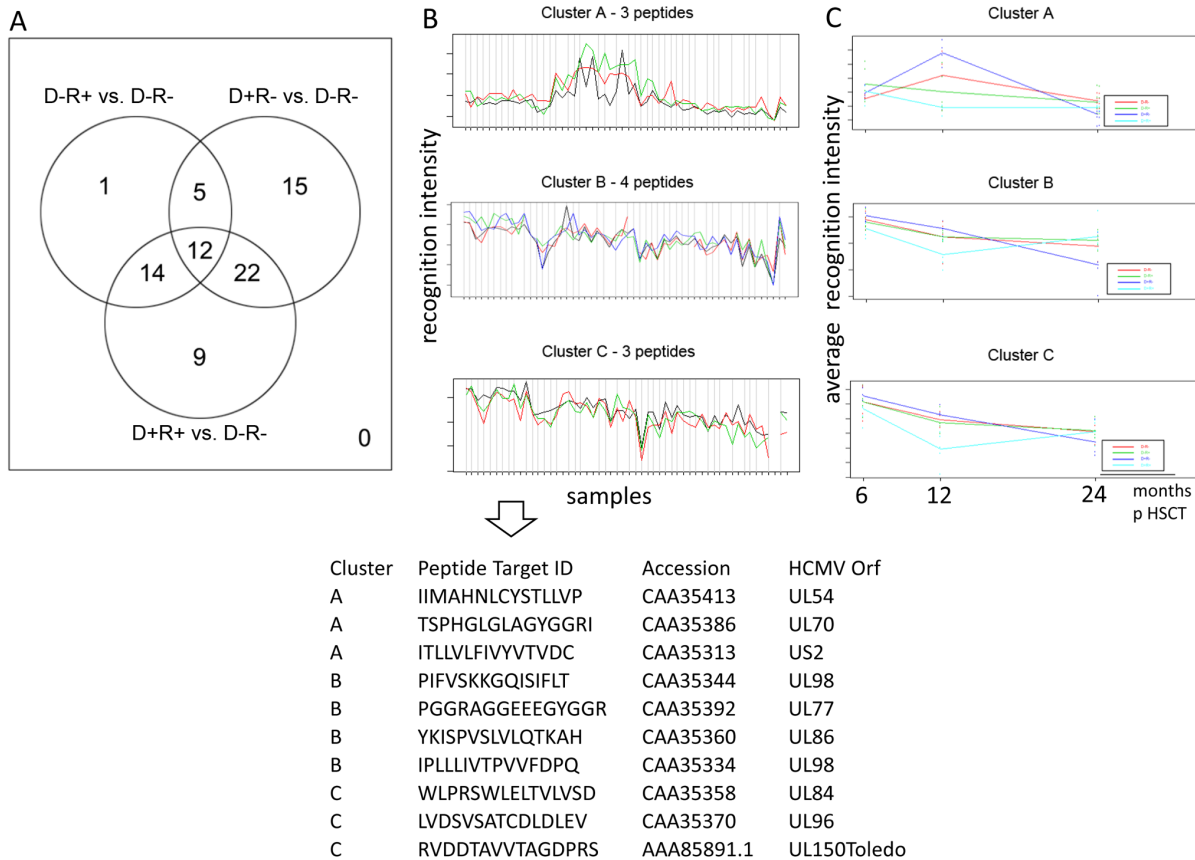 A
D-R+ vs. D-R-
D+R- vs. D-R-
1
5
15
12
14
22
9
D+R+ vs. D-R-
0
B
Cluster A - 3 peptides
Cluster B - 4 peptides
Cluster C - 3 peptides
recognition intensity
samples
C
Cluster A
Cluster B
Cluster C
average recognition intensity
6
12
24
months
p HSCT
Cluster Peptide Target ID Accession HCMV Orf
A IIMAHNLCYSTLLVP CAA35413 UL54
A TSPHGLGLAGYGGRI CAA35386 UL70
A ITLLVLFIVYVTVDC CAA35313 US2
B PIFVSKKGQISIFLT CAA35344 UL98
B PGGRAGGEEEGYGGR CAA35392 UL77
B YKISPVSLVLQTKAH CAA35360 UL86
B IPLLLIVTPVVFDPQ CAA35334 UL98
C WLPRSWLELTVLVSD CAA35358 UL84
C LVDSVSATCDLDLEV CAA35370 UL96
C RVDDTAVVTAGDPRS AAA85891.1 UL150Toledo